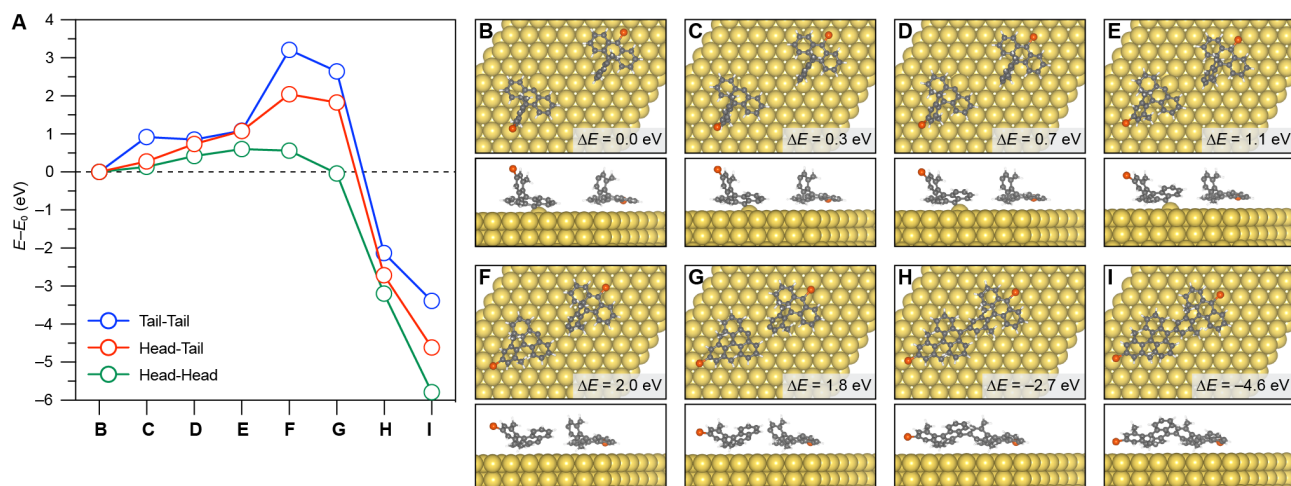 A
4
3
2
1
0
−1
−2
−3
−4
−5
−6
E−E0 (eV)
Tail-Tail
Head-Tail
Head-Head
B C D E F G H I
B
ΔE = 0.0 eV
C
ΔE = 0.3 eV
D
ΔE = 0.7 eV
E
ΔE = 1.1 eV
F
ΔE = 2.0 eV
G
ΔE = 1.8 eV
H
ΔE = −2.7 eV
I
ΔE = −4.6 eV